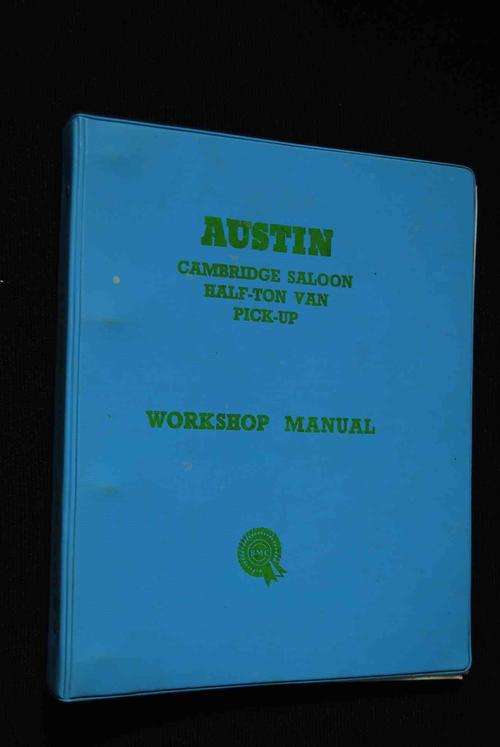 AUSTIN
CAMBRIDGE SALOON
HALF-TON VAN
PICK-UP
WORKSHOP MANUAL
BMC